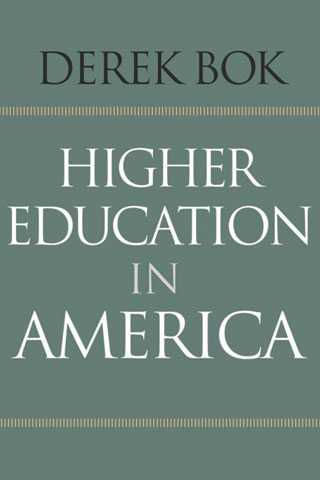 DEREK BOK
HIGHER
EDUCATION
IN
AMERICA